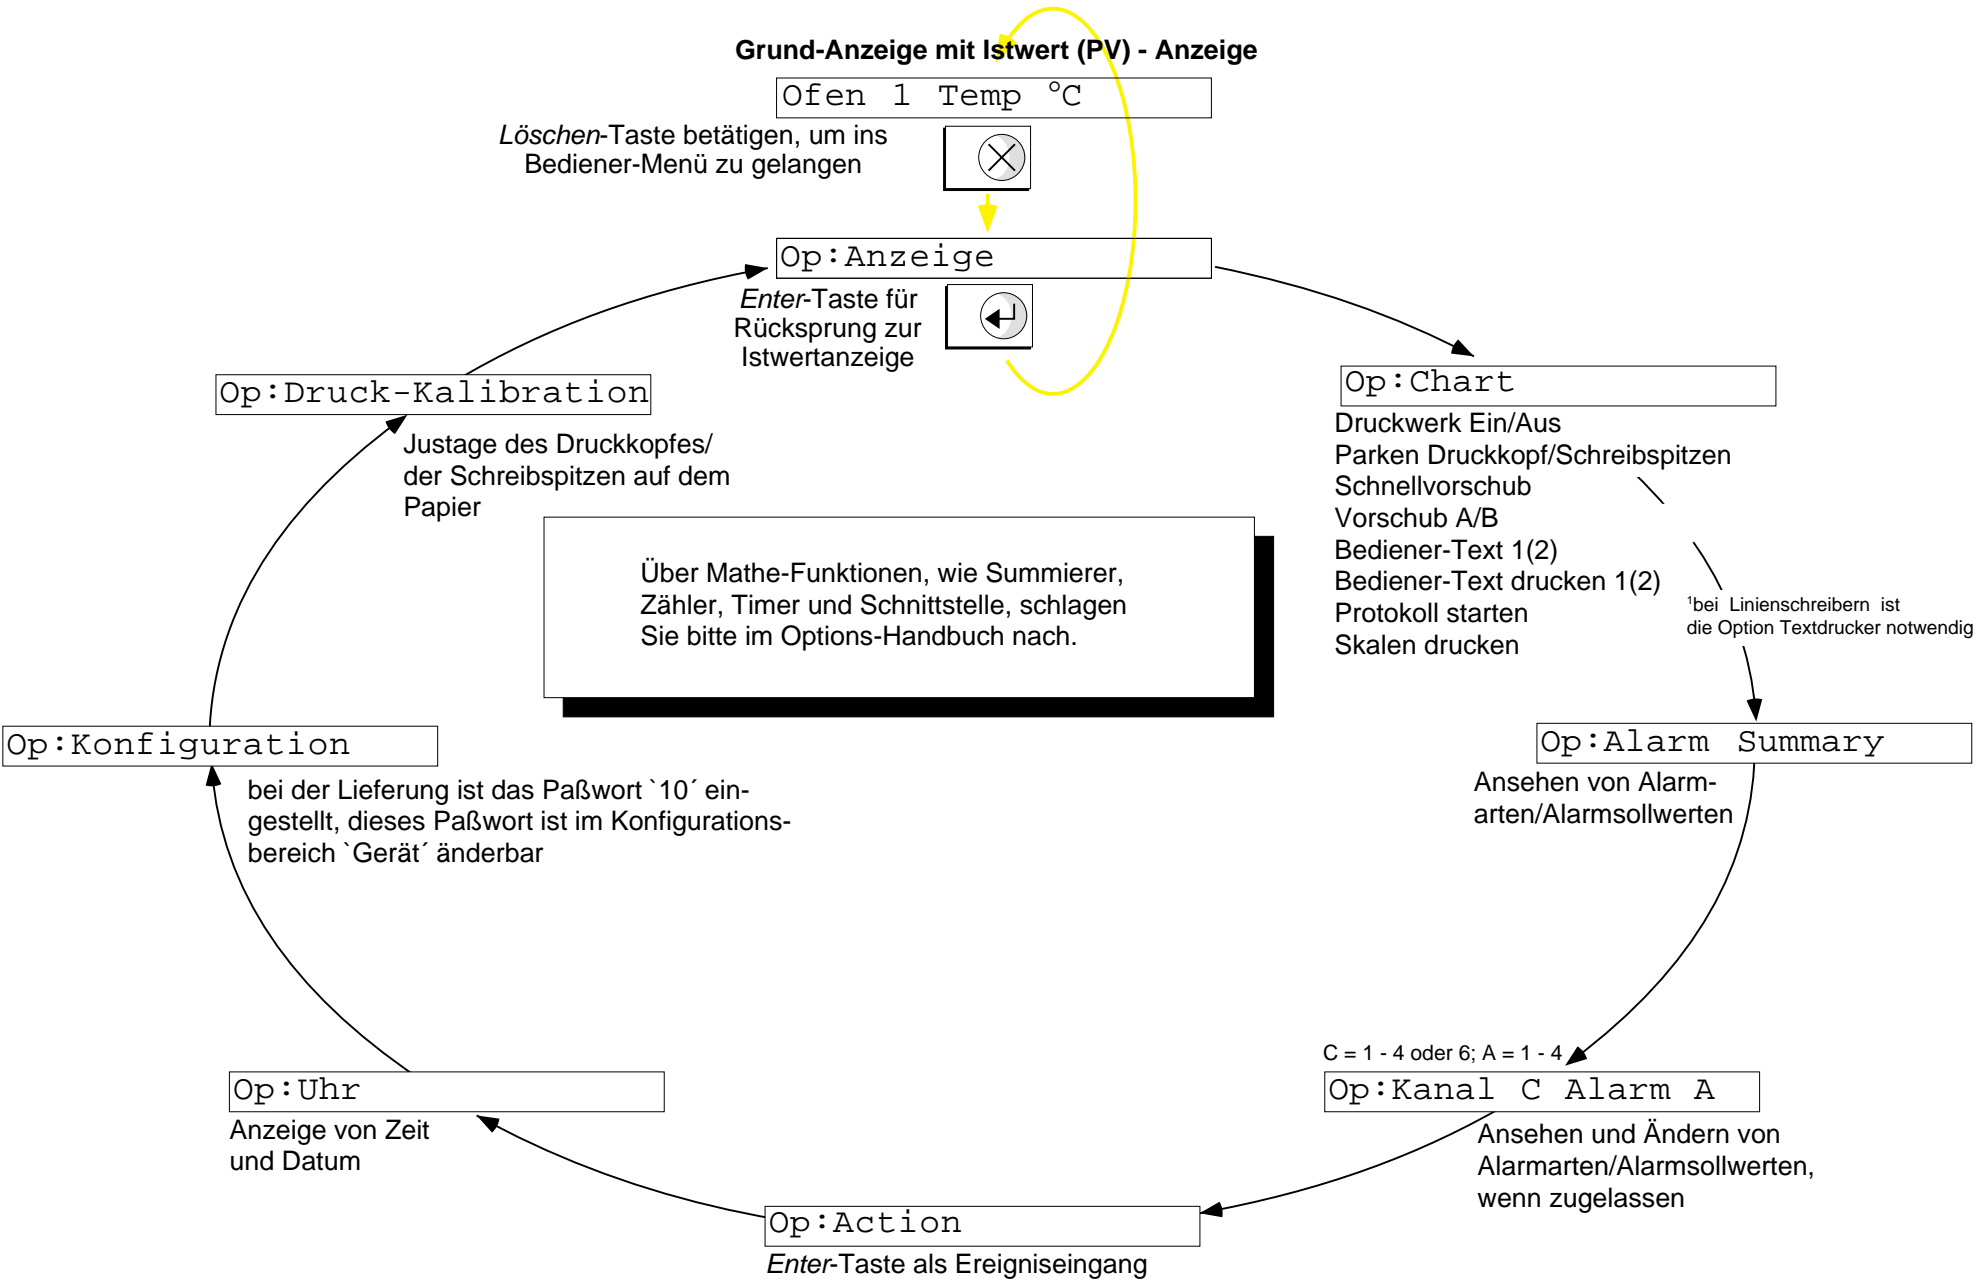 Grund-Anzeige mit Istwert (PV) - Anzeige
Ofen 1 Temp °C
Löschen-Taste betätigen, um ins
Bediener-Menü zu gelangen
Op:Anzeige
Enter-Taste für
Rücksprung zur
Istwertanzeige
Op:Chart
Druckwerk Ein/Aus
Parken Druckkopf/Schreibspitzen
Schnellvorschub
Vorschub A/B
Bediener-Text 1(2)
Bediener-Text drucken 1(2)
Protokoll starten
Skalen drucken
¹bei Linienschreibern ist
die Option Textdrucker notwendig
Op:Alarm Summary
Ansehen von Alarm-
arten/Alarmsollwerten
C = 1 - 4 oder 6; A = 1 - 4
Op:Kanal C Alarm A
Ansehen und Ändern von
Alarmarten/Alarmsollwerten,
wenn zugelassen
Op:Action
Enter-Taste als Ereigniseingang
Op:Uhr
Anzeige von Zeit
und Datum
Op:Konfiguration
bei der Lieferung ist das Paßwort `10´ ein-
gestellt, dieses Paßwort ist im Konfigurations-
bereich `Gerät´ änderbar
Op:Druck-Kalibration
Justage des Druckkopfes/
der Schreibspitzen auf dem
Papier
Über Mathe-Funktionen, wie Summierer,
Zähler, Timer und Schnittstelle, schlagen
Sie bitte im Options-Handbuch nach.